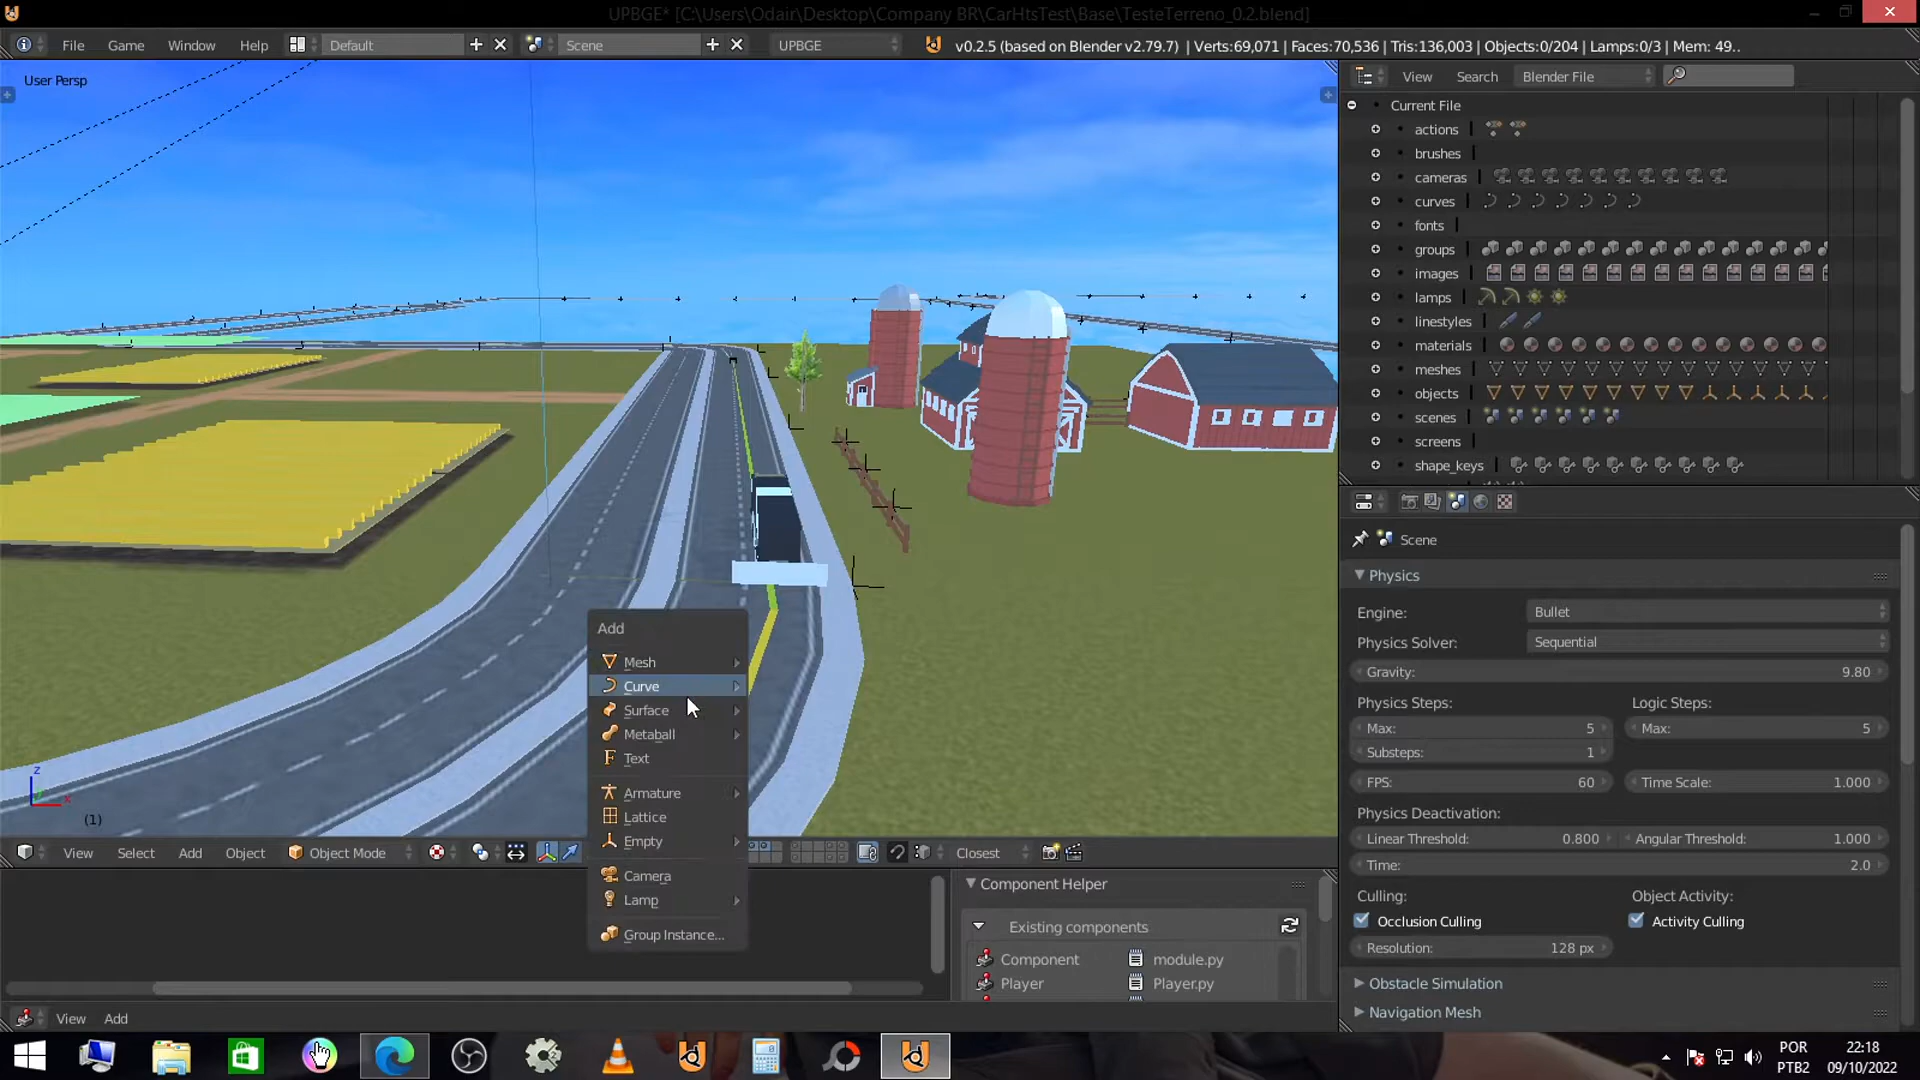 UPBGE* [C:\Users\Odair\Desktop\Company BR\CarHtsTest\Base\TesteTerreno_0.2.blend]
File Game Window Help Default Scene UPBGE v0.2.5 (based on Blender v2.79.7) | Verts:69,071 | Faces:70,536 | Tris:136,003 | Objects:0/204 | Lamps:0/3 | Mem: 49..
User Persp
View Search Blender File
Current File
actions
brushes
cameras
curves
fonts
groups
images
lamps
linestyles
materials
meshes
objects
scenes
screens
shape_keys
Add
Mesh
Curve
Surface
Metaball
Text
Armature
Lattice
Empty
Camera
Lamp
Group Instance...
z
x
(1)
View Select Add Object Object Mode Closest
Scene
Physics
Engine: Bullet
Physics Solver: Sequential
Gravity: 9.80
Physics Steps: Logic Steps:
Max: 5 Max: 5
Substeps: 1
FPS: 60 Time Scale: 1.000
Physics Deactivation:
Linear Threshold: 0.800 Angular Threshold: 1.000
Time: 2.0
Culling: Object Activity:
Occlusion Culling Activity Culling
Resolution: 128 px
Obstacle Simulation
Navigation Mesh
Component Helper
Existing components
Component module.py
Player Player.py
View Add
POR 22:18
PTB2 09/10/2022